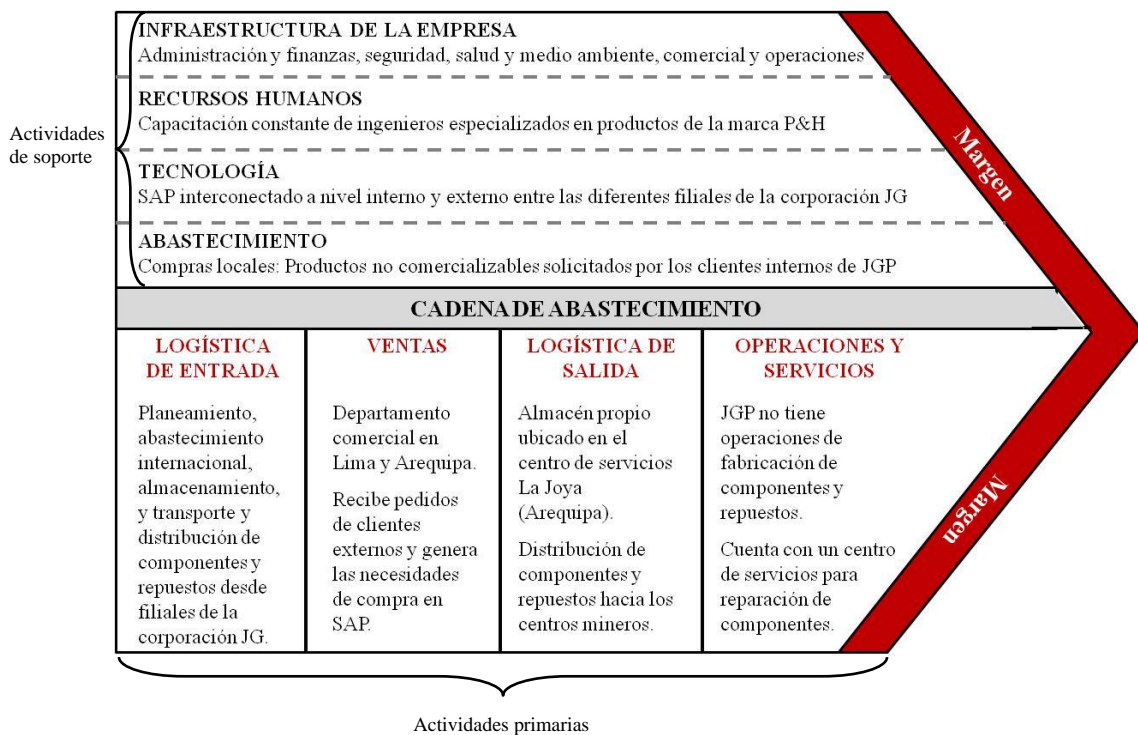 INFRAESTRUCTURA DE LA EMPRESA
Administración y finanzas, seguridad, salud y medio ambiente, comercial y operaciones
RECURSOS HUMANOS
Capacitación constante de ingenieros especializados en productos de la marca P&H
Actividades
de soporte
TECNOLOGÍA
SAP interconectado a nivel interno y externo entre las diferentes filiales de la corporación JG
ABASTECIMIENTO
Compras locales: Productos no comercializables solicitados por los clientes internos de JGP
Margen
CADENA DE ABASTECIMIENTO
LOGÍSTICA
DE ENTRADA
Planeamiento,
abastecimiento
internacional,
almacenamiento,
y transporte y
distribución de
componentes y
repuestos desde
filiales de la
corporación JG.
VENTAS
Departamento
comercial en
Lima y Arequipa.
Recibe pedidos
de clientes
externos y genera
las necesidades
de compra en
SAP.
LOGÍSTICA DE
SALIDA
Almacén propio
ubicado en el
centro de servicios
La Joya
(Arequipa).
Distribución de
componentes y
repuestos hacia los
centros mineros.
OPERACIONES Y
SERVICIOS
JGP no tiene
operaciones de
fabricación de
componentes y
repuestos.
Cuenta con un centro
de servicios para
reparación de
componentes.
Margen
Actividades primarias